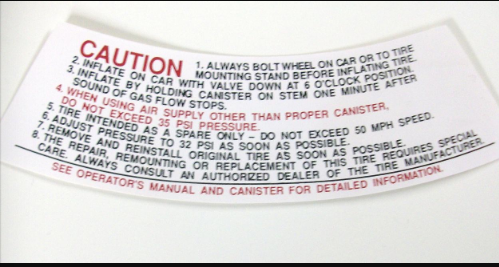 CAUTION
1. ALWAYS BOLT WHEEL ON CAR OR TO TIRE
MOUNTING STAND BEFORE INFLATING TIRE.
2. INFLATE ON CAR WITH VALVE DOWN AT 6 O'CLOCK POSITION.
3. INFLATE BY HOLDING CANISTER ON STEM ONE MINUTE AFTER
SOUND OF GAS FLOW STOPS.
4. WHEN USING AIR SUPPLY OTHER THAN PROPER CANISTER,
DO NOT EXCEED 35 PSI PRESSURE.
5. TIRE INTENDED AS A SPARE ONLY – DO NOT EXCEED 50 MPH SPEED.
6. ADJUST PRESSURE TO 32 PSI AS SOON AS POSSIBLE.
7. REMOVE AND REINSTALL ORIGINAL TIRE AS SOON AS POSSIBLE.
8. THE REPAIR, REMOUNTING OR REPLACEMENT OF THIS TIRE REQUIRES SPECIAL
CARE. ALWAYS CONSULT AN AUTHORIZED DEALER OF THE TIRE MANUFACTURER.
SEE OPERATOR'S MANUAL AND CANISTER FOR DETAILED INFORMATION.